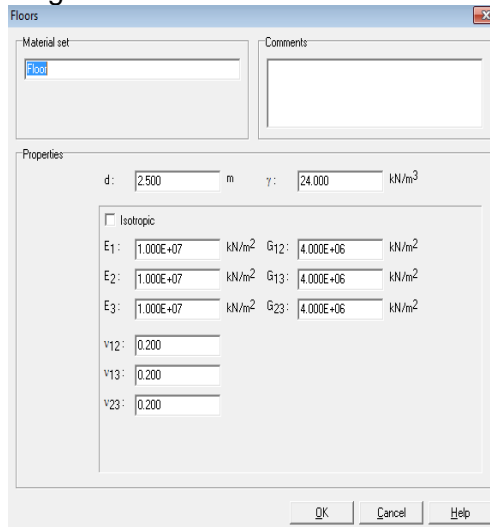 Floors
Material set
Comments
Floor
Properties
d: 2.500 m γ: 24.000 kN/m3
Isotropic
E1: 1.000E+07 kN/m2 G12: 4.000E+06 kN/m2
E2: 1.000E+07 kN/m2 G13: 4.000E+06 kN/m2
E3: 1.000E+07 kN/m2 G23: 4.000E+06 kN/m2
ν12: 0.200
ν13: 0.200
ν23: 0.200
OK Cancel Help